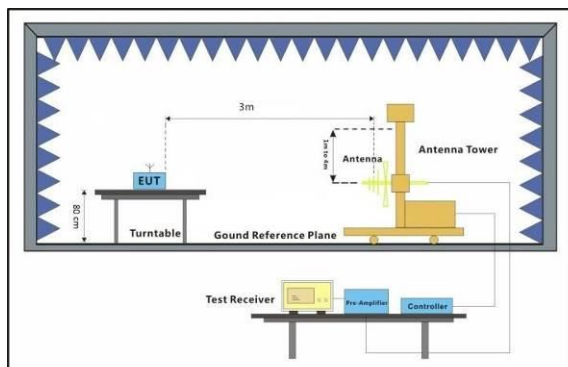 3m
1m to 4m
Antenna
Antenna Tower
EUT
80 cm
Turntable
Gound Reference Plane
Test Receiver
Pre-Amplifier
Controller